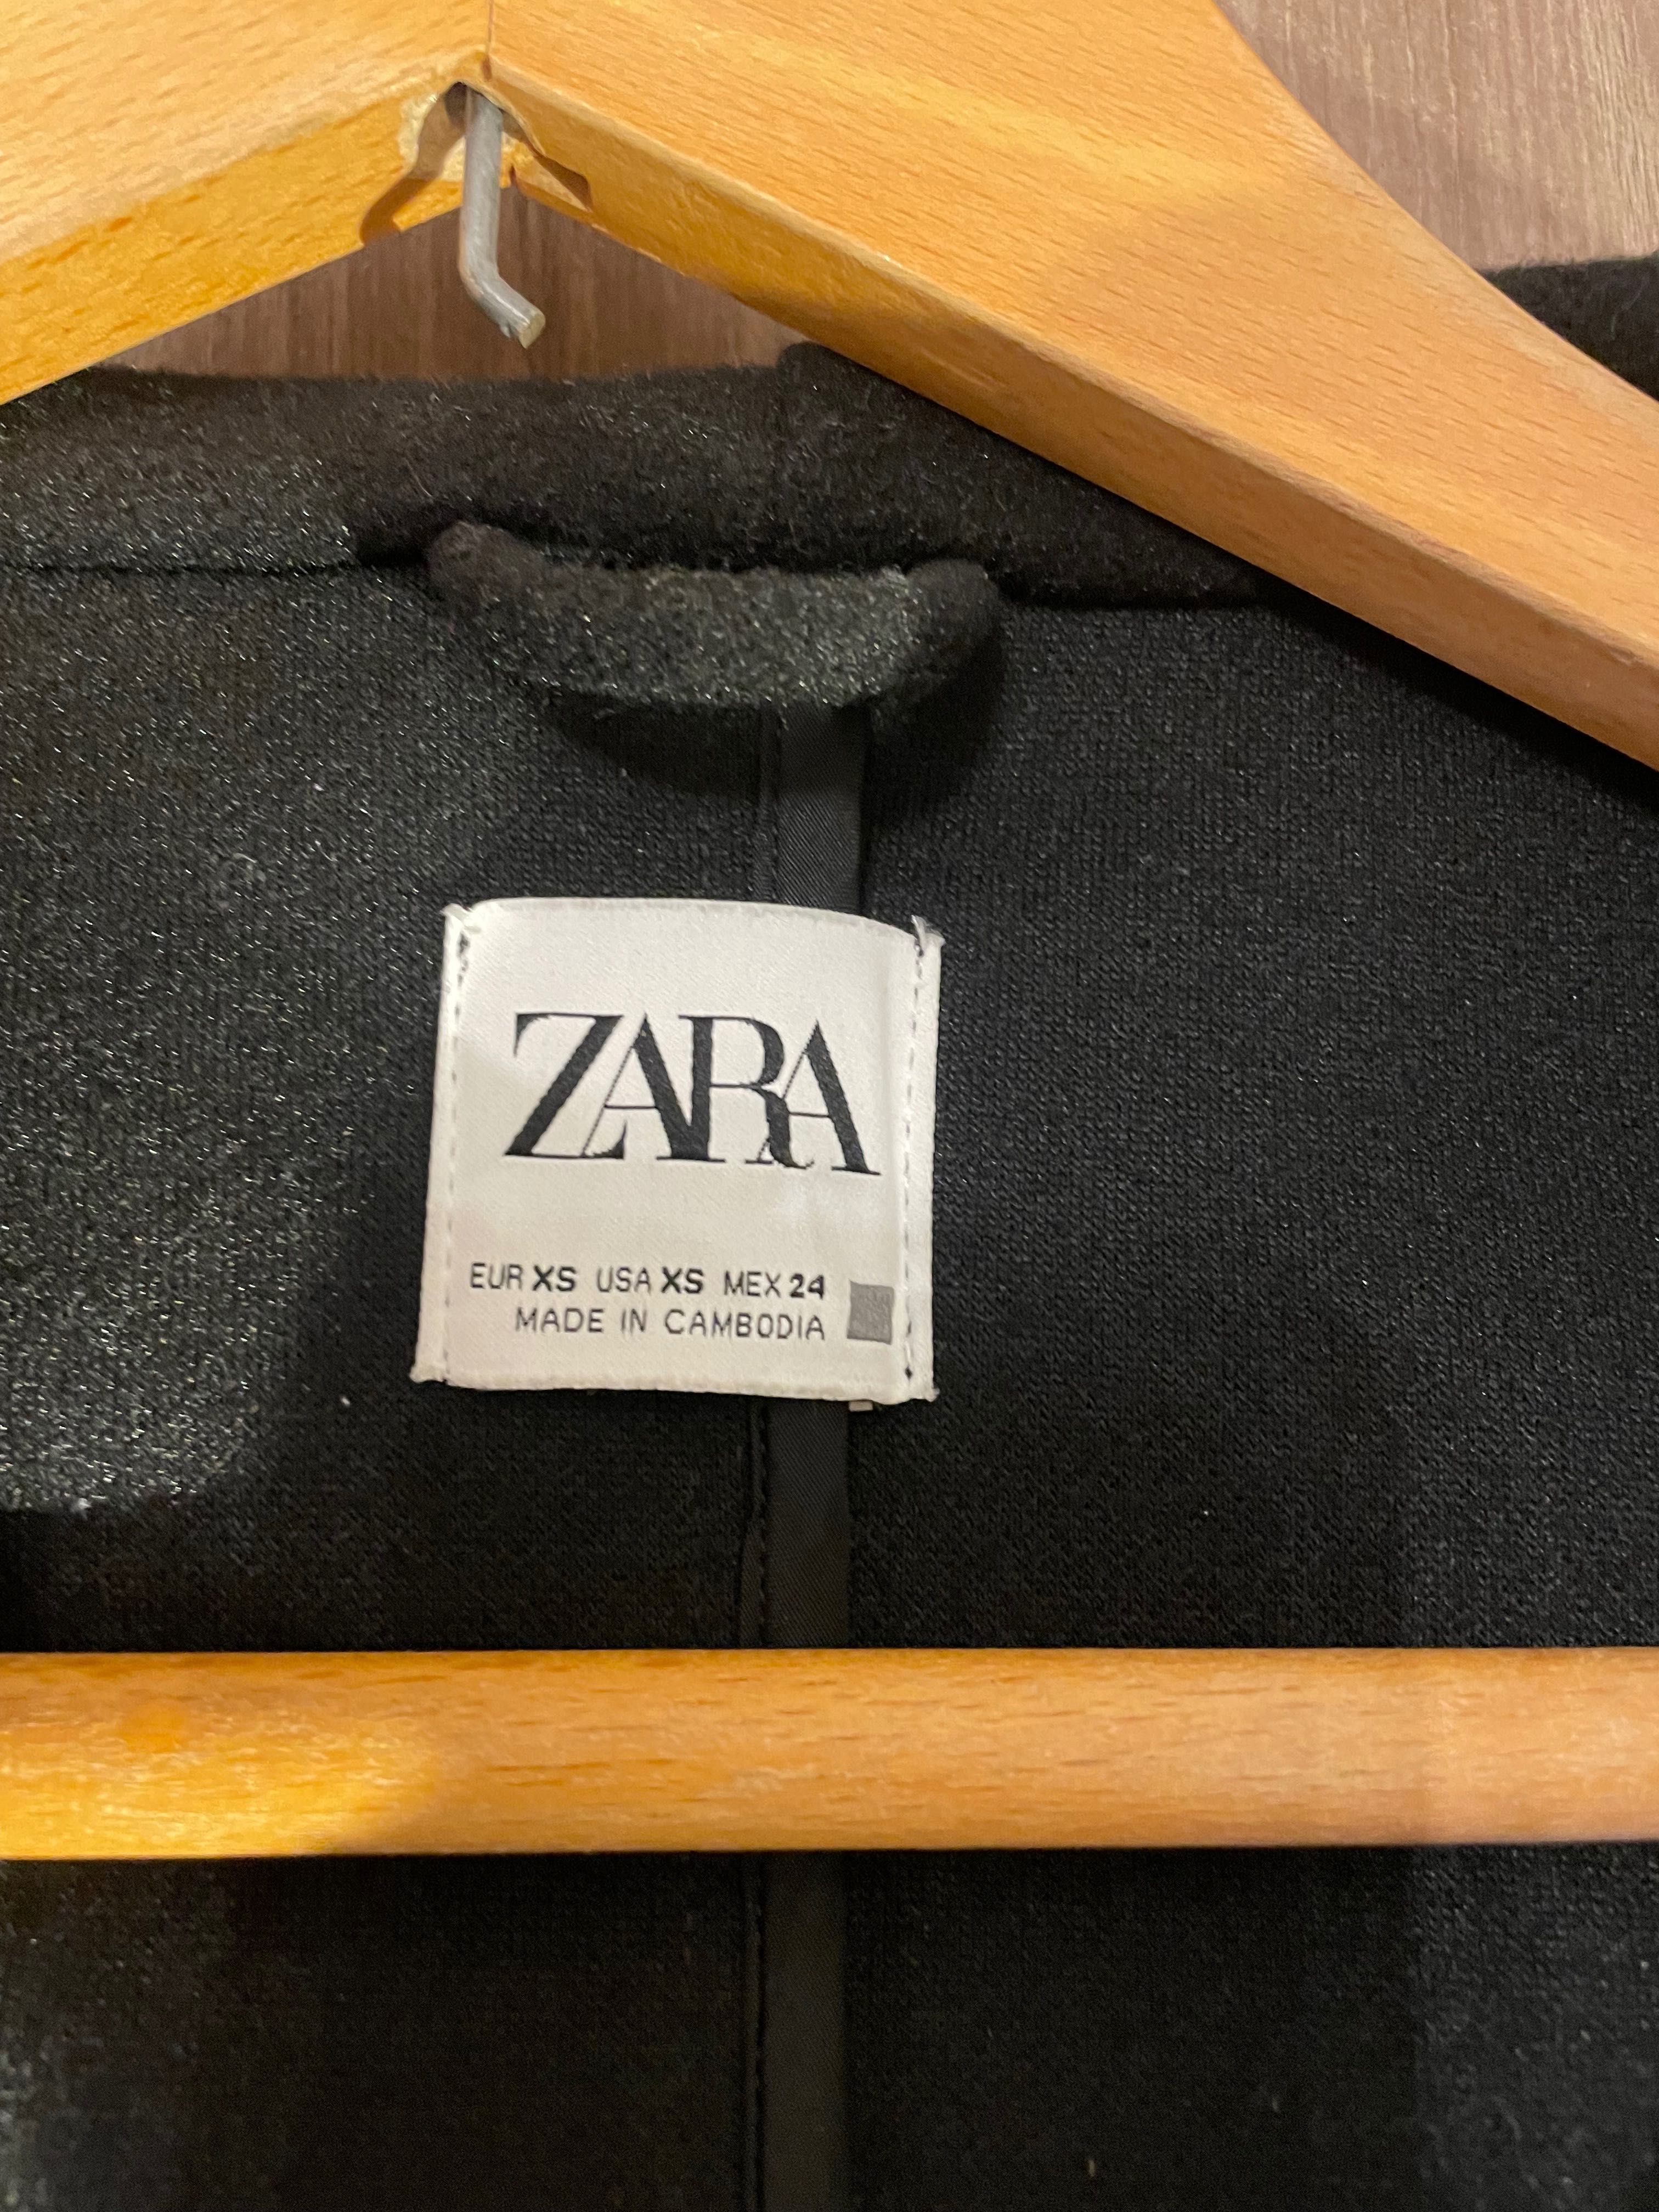 ZARA
EUR XS USA XS MEX 24
MADE IN CAMBODIA